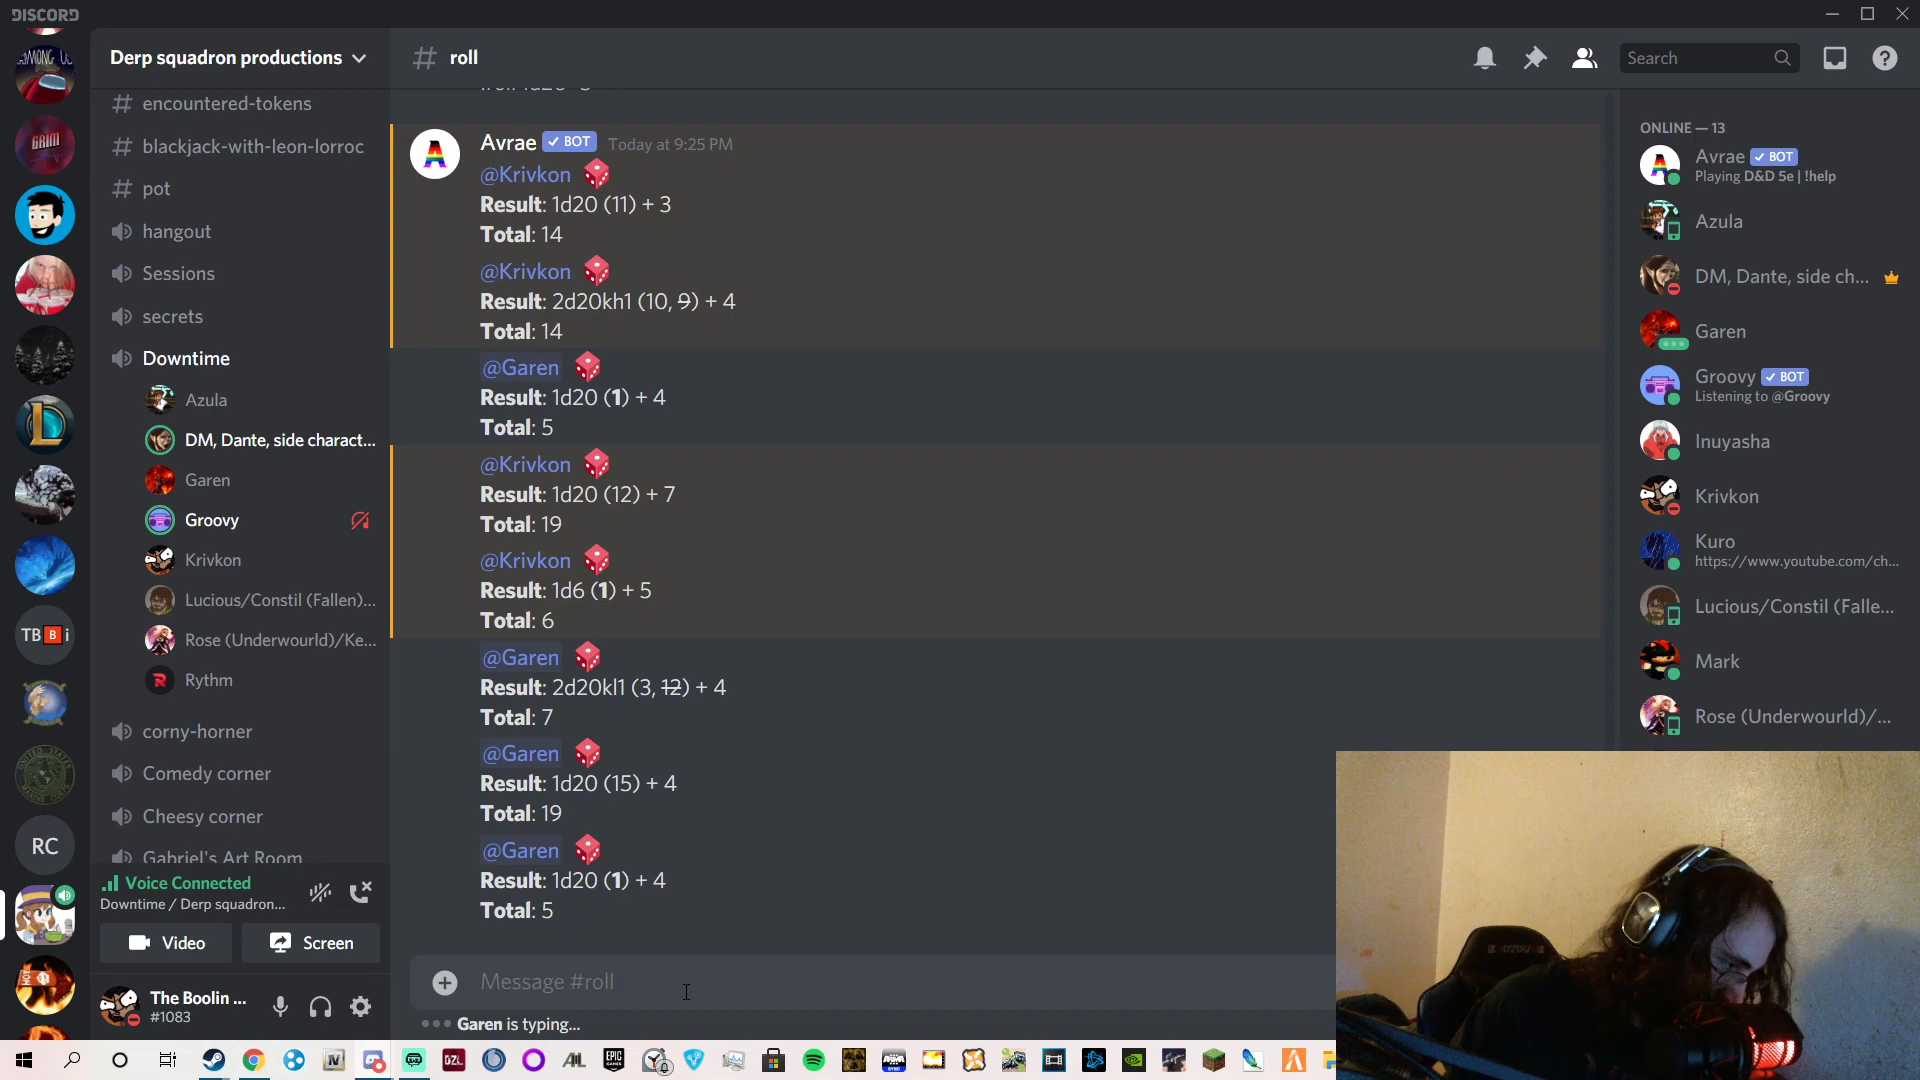 DISCORD
Derp squadron productions
# encountered-tokens
# blackjack-with-leon-lorroc
# pot
hangout
Sessions
secrets
Downtime
Azula
DM, Dante, side charact...
Garen
Groovy
Krivkon
Lucious/Constil (Fallen)...
Rose (Underwourld)/Ke...
Rythm
corny-horner
Comedy corner
Cheesy corner
Gabriel's Art Room
Voice Connected
Downtime / Derp squadron...
Video
Screen
The Boolin ...
#1083
AMONG US
GRIM
TB B i
RC
# roll
Search
Avrae BOT Today at 9:25 PM
@Krivkon
Result: 1d20 (11) + 3
Total: 14
@Krivkon
Result: 2d20kh1 (10, 9) + 4
Total: 14
@Garen
Result: 1d20 (1) + 4
Total: 5
@Krivkon
Result: 1d20 (12) + 7
Total: 19
@Krivkon
Result: 1d6 (1) + 5
Total: 6
@Garen
Result: 2d20kl1 (3, 12) + 4
Total: 7
@Garen
Result: 1d20 (15) + 4
Total: 19
@Garen
Result: 1d20 (1) + 4
Total: 5
Message #roll
Garen is typing...
ONLINE — 13
Avrae BOT
Playing D&D 5e | !help
Azula
DM, Dante, side ch...
Garen
Groovy BOT
Listening to @Groovy
Inuyasha
Krivkon
Kuro
https://www.youtube.com/ch...
Lucious/Constil (Falle...
Mark
Rose (Underwourld)/...